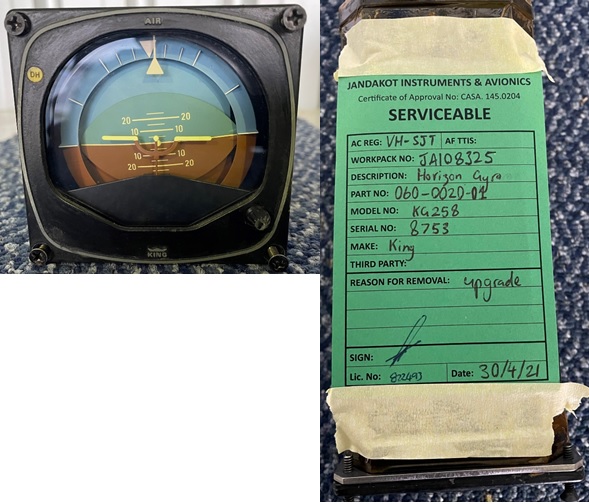 AIR
DH
20 20
10 10
10 10
20 20
KING
JANDAKOT INSTRUMENTS & AVIONICS
Certificate of Approval No: CASA. 145.0204
SERVICEABLE
AC REG: VH-SJT AF TTIS:
WORKPACK NO: JA108325
DESCRIPTION: Horizon Gyro
PART NO: 060-0020-01
MODEL NO: KG258
SERIAL NO: 8753
MAKE: King
THIRD PARTY:
REASON FOR REMOVAL: upgrade
SIGN:
Lic. No: Date: 30/4/21